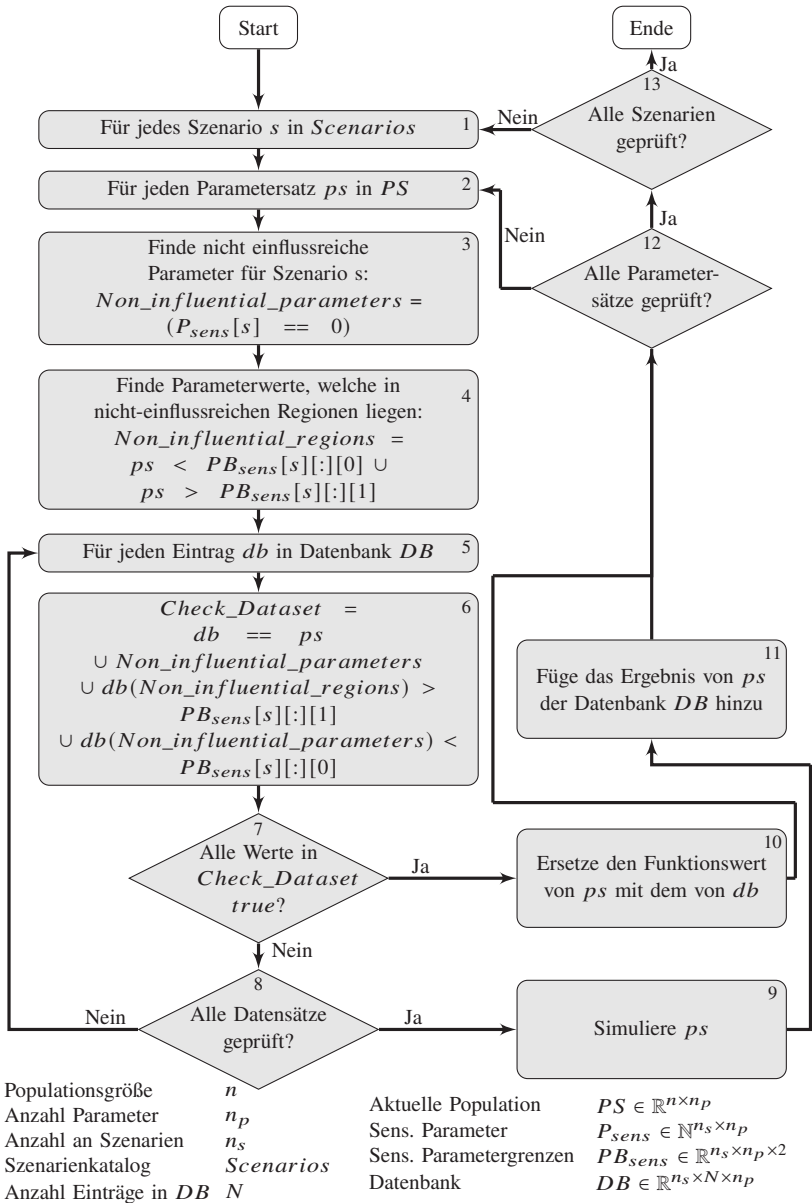 Start
Für jedes Szenario s in Scenarios
1
Für jeden Parametersatz ps in PS
2
Finde nicht einflussreiche
Parameter für Szenario s:
Non_influential_parameters =
(P_sens[s] == 0)
3
Finde Parameterwerte, welche in
nicht-einflussreichen Regionen liegen:
Non_influential_regions =
ps < PB_sens[s][:][0] ∪
ps > PB_sens[s][:][1]
4
Für jeden Eintrag db in Datenbank DB
5
Check_Dataset =
db == ps
∪ Non_influential_parameters
∪ db(Non_influential_regions) >
PB_sens[s][:][1]
∪ db(Non_influential_parameters) <
PB_sens[s][:][0]
6
7
Alle Werte in
Check_Dataset
true?
Ja
Nein
8
Alle Datensätze
geprüft?
Nein
Ja
9
Simuliere ps
10
Ersetze den Funktionswert
von ps mit dem von db
11
Füge das Ergebnis von ps
der Datenbank DB hinzu
12
Alle Parameter-
sätze geprüft?
Nein
Ja
13
Alle Szenarien
geprüft?
Nein
Ja
Ende
Populationsgröße n
Anzahl Parameter n_p
Anzahl an Szenarien n_s
Szenarienkatalog Scenarios
Anzahl Einträge in DB N
Aktuelle Population PS ∈ ℝ^{n×n_p}
Sens. Parameter P_sens ∈ ℕ^{n_s×n_p}
Sens. Parametergrenzen PB_sens ∈ ℝ^{n_s×n_p×2}
Datenbank DB ∈ ℝ^{n_s×N×n_p}